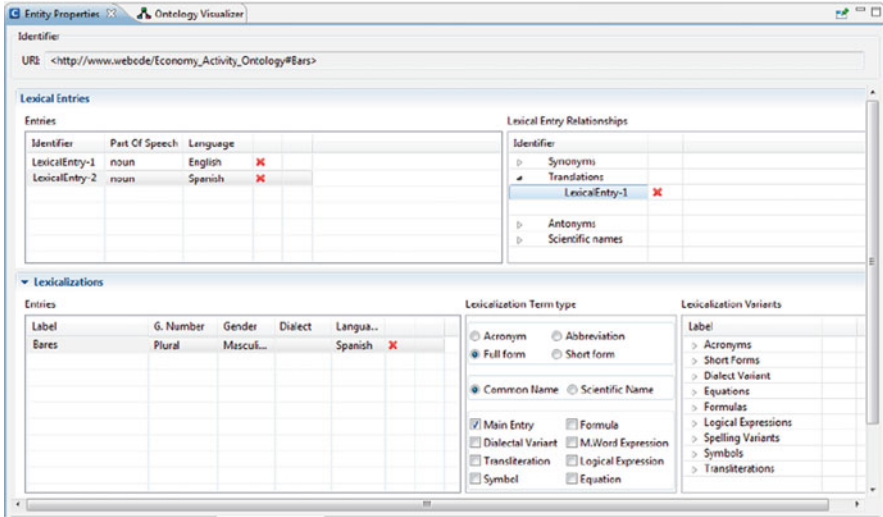 Entity Properties Ontology Visualizer
Identifier
URI: <http://www.webode/Economy_Activity_Ontology#Bars>
Lexical Entries
Entries
Identifier Part Of Speech Language
LexicalEntry-1 noun English
LexicalEntry-2 noun Spanish
Lexical Entry Relationships
Identifier
Synonyms
Translations
LexicalEntry-1
Antonyms
Scientific names
Lexicalizations
Entries
Label G. Number Gender Dialect Langua...
Bares Plural Masculi... Spanish
Lexicalization Term type
Acronym Abbreviation
Full form Short form
Common Name Scientific Name
Main Entry Formula
Dialectal Variant M.Word Expression
Transliteration Logical Expression
Symbol Equation
Lexicalization Variants
Label
Acronyms
Short Forms
Dialect Variant
Equations
Formulas
Logical Expressions
Spelling Variants
Symbols
Transliterations